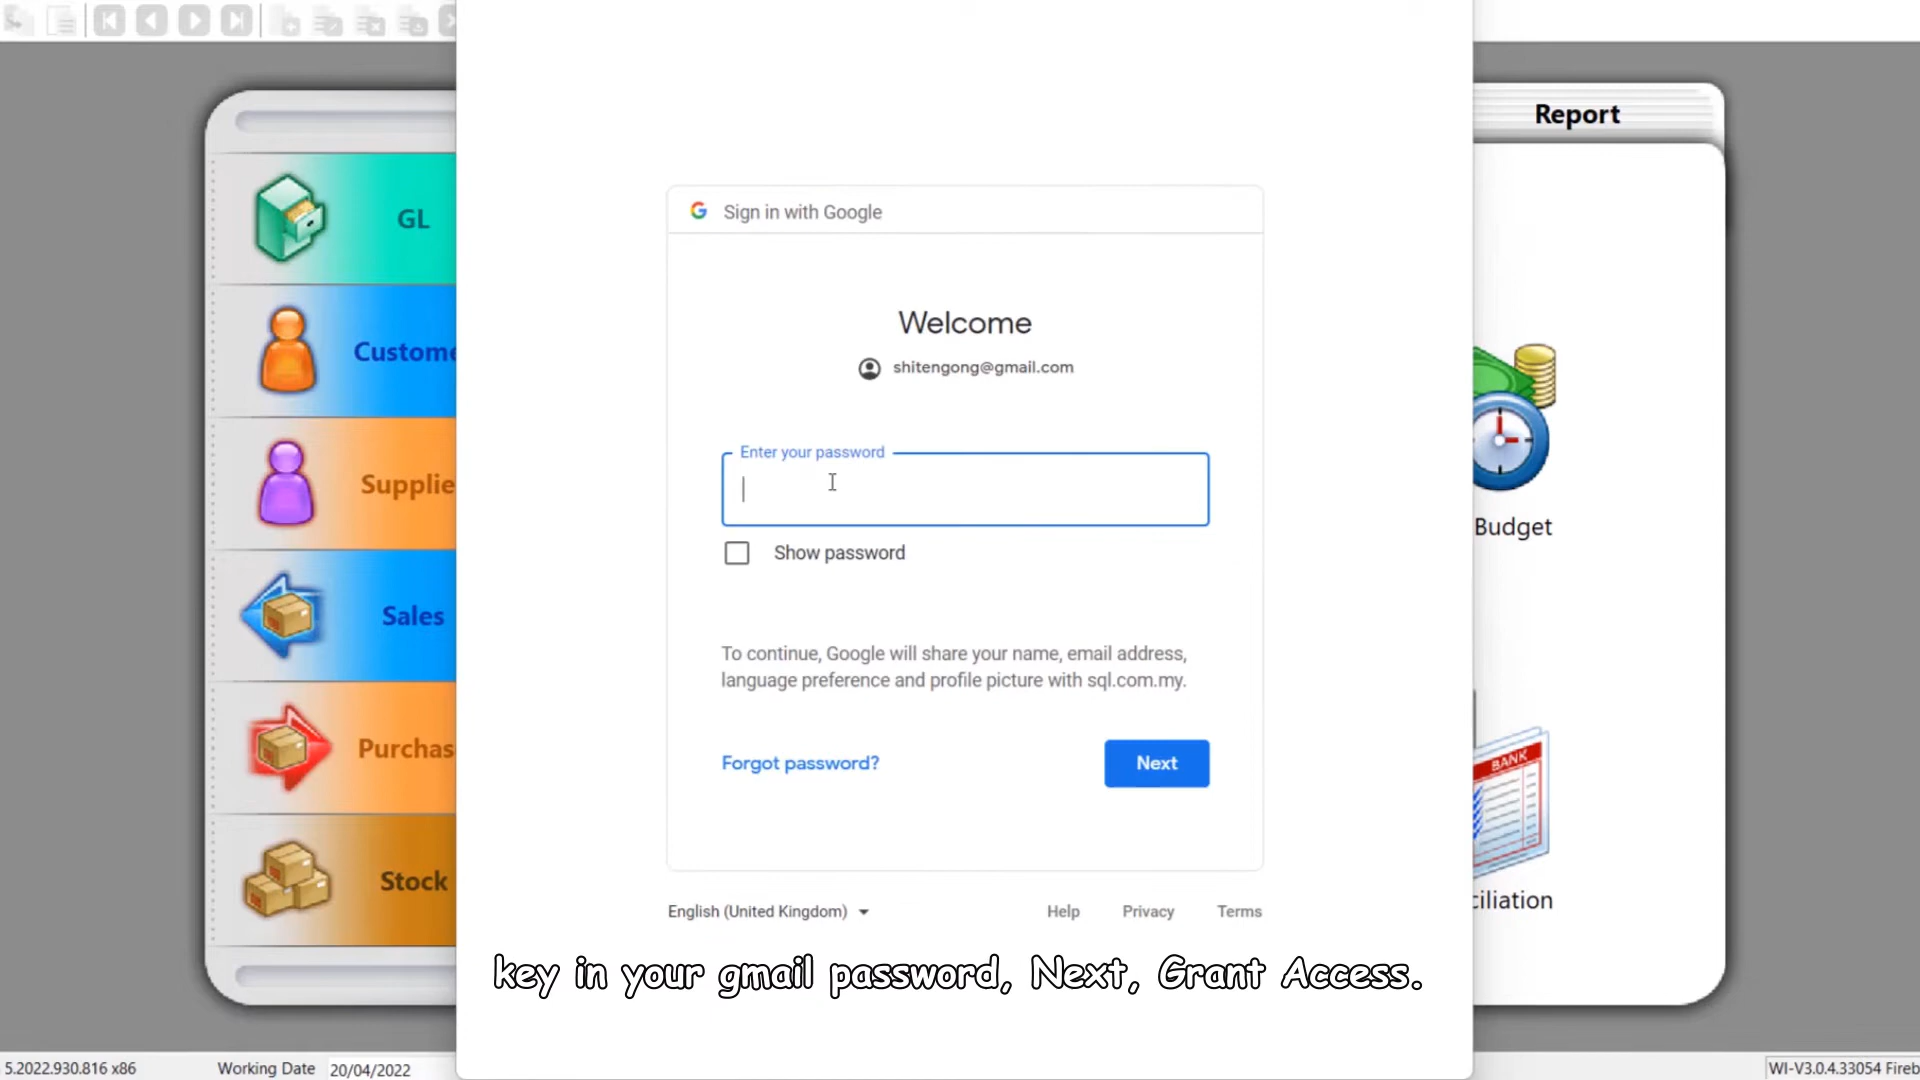 Report
GL
Custome
Supplie
Sales
Purchas
Stock
Sign in with Google
Welcome
shitengong@gmail.com
Enter your password
Show password
To continue, Google will share your name, email address,
language preference and profile picture with sql.com.my.
Forgot password?
Next
English (United Kingdom)
Help Privacy Terms
Budget
BANK
ciliation
key in your gmail password, Next, Grant Access.
5.2022.930.816 x86
Working Date 20/04/2022
WI-V3.0.4.33054 Fireb